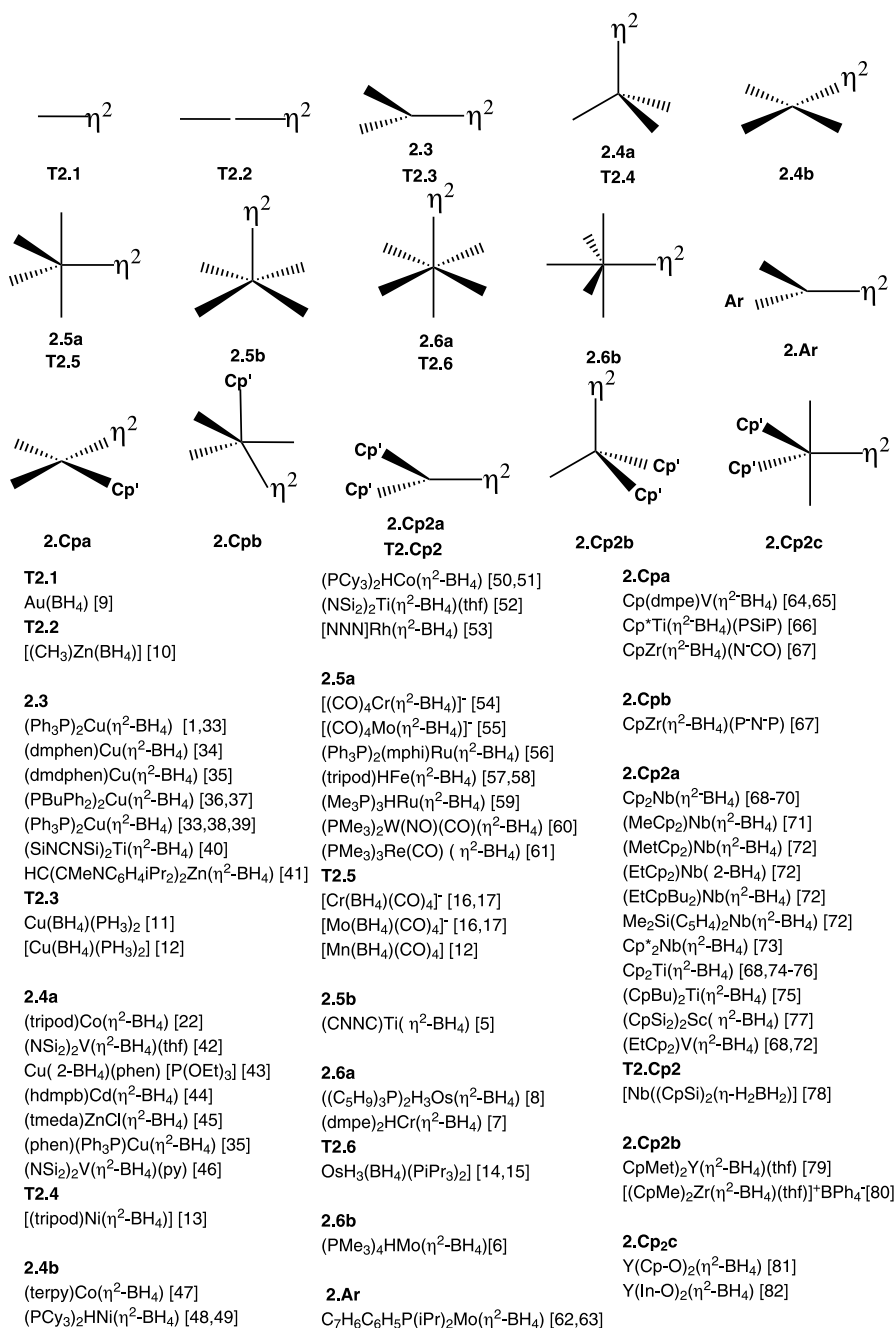 η²
η²
η²
η²
η²
T2.1
T2.2
2.3
T2.3
2.4a
T2.4
2.4b
η²
η²
η²
η²
η²
Ar
2.5a
T2.5
2.5b
2.6a
T2.6
2.6b
2.Ar
η²
Cp'
Cp'
η²
Cp'
Cp'
η²
η²
Cp'
Cp'
Cp'
Cp'
η²
2.Cpa
2.Cpb
2.Cp2a
T2.Cp2
2.Cp2b
2.Cp2c
T2.1
Au(BH4) [9]
T2.2
[(CH3)Zn(BH4)] [10]
2.3
(Ph3P)2Cu(η²-BH4) [1,33]
(dmphen)Cu(η²-BH4) [34]
(dmdphen)Cu(η²-BH4) [35]
(PBuPh2)2Cu(η²-BH4) [36,37]
(Ph3P)2Cu(η²-BH4) [33,38,39]
(SiNCNSi)2Ti(η²-BH4) [40]
HC(CMeNC6H4iPr2)2Zn(η²-BH4) [41]
T2.3
Cu(BH4)(PH3)2 [11]
[Cu(BH4)(PH3)2] [12]
2.4a
(tripod)Co(η²-BH4) [22]
(NSi2)2V(η²-BH4)(thf) [42]
Cu( 2-BH4)(phen) [P(OEt)3] [43]
(hdmpb)Cd(η²-BH4) [44]
(tmeda)ZnCl(η²-BH4) [45]
(phen)(Ph3P)Cu(η²-BH4) [35]
(NSi2)2V(η²-BH4)(py) [46]
T2.4
[(tripod)Ni(η²-BH4)] [13]
2.4b
(terpy)Co(η²-BH4) [47]
(PCy3)2HNi(η²-BH4) [48,49]
(PCy3)2HCo(η²-BH4) [50,51]
(NSi2)2Ti(η²-BH4)(thf) [52]
[NNN]Rh(η²-BH4) [53]
2.5a
[(CO)4Cr(η²-BH4)]⁻ [54]
[(CO)4Mo(η²-BH4)]⁻ [55]
(Ph3P)2(mphi)Ru(η²-BH4) [56]
(tripod)HFe(η²-BH4) [57,58]
(Me3P)3HRu(η²-BH4) [59]
(PMe3)2W(NO)(CO)(η²-BH4) [60]
(PMe3)3Re(CO) ( η²-BH4) [61]
T2.5
[Cr(BH4)(CO)4]⁻ [16,17]
[Mo(BH4)(CO)4]⁻ [16,17]
[Mn(BH4)(CO)4] [12]
2.5b
(CNNC)Ti( η²-BH4) [5]
2.6a
((C5H9)3P)2H3Os(η²-BH4) [8]
(dmpe)2HCr(η²-BH4) [7]
T2.6
OsH3(BH4)(PiPr3)2] [14,15]
2.6b
(PMe3)4HMo(η²-BH4)[6]
2.Ar
C7H6C6H5P(iPr)2Mo(η²-BH4) [62,63]
2.Cpa
Cp(dmpe)V(η²-BH4) [64,65]
Cp*Ti(η²-BH4)(PSiP) [66]
CpZr(η²-BH4)(N-CO) [67]
2.Cpb
CpZr(η²-BH4)(P-N-P) [67]
2.Cp2a
Cp2Nb(η²-BH4) [68-70]
(MeCp2)Nb(η²-BH4) [71]
(MetCp2)Nb(η²-BH4) [72]
(EtCp2)Nb( 2-BH4) [72]
(EtCpBu2)Nb(η²-BH4) [72]
Me2Si(C5H4)2Nb(η²-BH4) [72]
Cp*2Nb(η²-BH4) [73]
Cp2Ti(η²-BH4) [68,74-76]
(CpBu)2Ti(η²-BH4) [75]
(CpSi2)2Sc( η²-BH4) [77]
(EtCp2)V(η²-BH4) [68,72]
T2.Cp2
[Nb((CpSi)2(η-H2BH2)] [78]
2.Cp2b
CpMet)2Y(η²-BH4)(thf) [79]
[(CpMe)2Zr(η²-BH4)(thf)]⁺BPh4⁻[80]
2.Cp2c
Y(Cp-O)2(η²-BH4) [81]
Y(In-O)2(η²-BH4) [82]